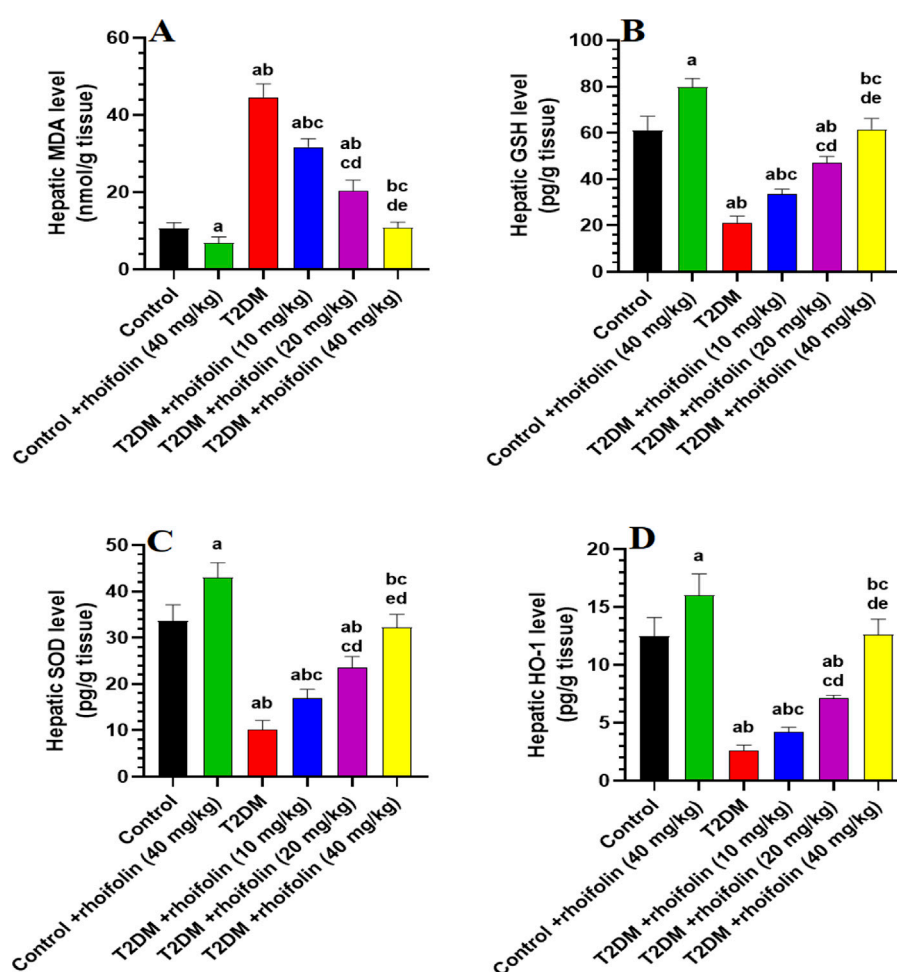 A
Hepatic MDA level
(nmol/g tissue)
60
40
20
0
a
ab
abc
ab
cd
bc
de
Control
Control +rhoifolin (40 mg/kg)
T2DM
T2DM +rhoifolin (10 mg/kg)
T2DM +rhoifolin (20 mg/kg)
T2DM +rhoifolin (40 mg/kg)
B
Hepatic GSH level
(pg/g tissue)
100
80
60
40
20
0
a
ab
abc
ab
cd
bc
de
Control
Control +rhoifolin (40 mg/kg)
T2DM
T2DM +rhoifolin (10 mg/kg)
T2DM +rhoifolin (20 mg/kg)
T2DM +rhoifolin (40 mg/kg)
C
Hepatic SOD level
(pg/g tissue)
50
40
30
20
10
0
a
ab
abc
ab
cd
bc
ed
Control
Control +rhoifolin (40 mg/kg)
T2DM
T2DM +rhoifolin (10 mg/kg)
T2DM +rhoifolin (20 mg/kg)
T2DM +rhoifolin (40 mg/kg)
D
Hepatic HO-1 level
(pg/g tissue)
20
15
10
5
0
a
ab
abc
ab
cd
bc
de
Control
Control +rhoifolin (40 mg/kg)
T2DM
T2DM +rhoifolin (10 mg/kg)
T2DM +rhoifolin (20 mg/kg)
T2DM +rhoifolin (40 mg/kg)